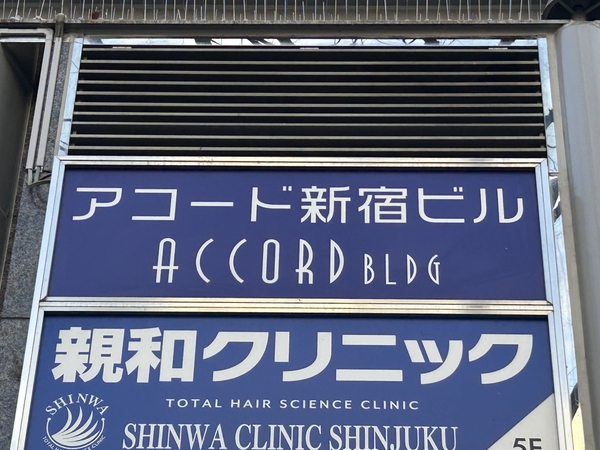 アコード新宿ビル
ACCORD BLDG
親和クリニック
TOTAL HAIR SCIENCE CLINIC
SHINWA
SHINWA CLINIC SHINJUKU
5F